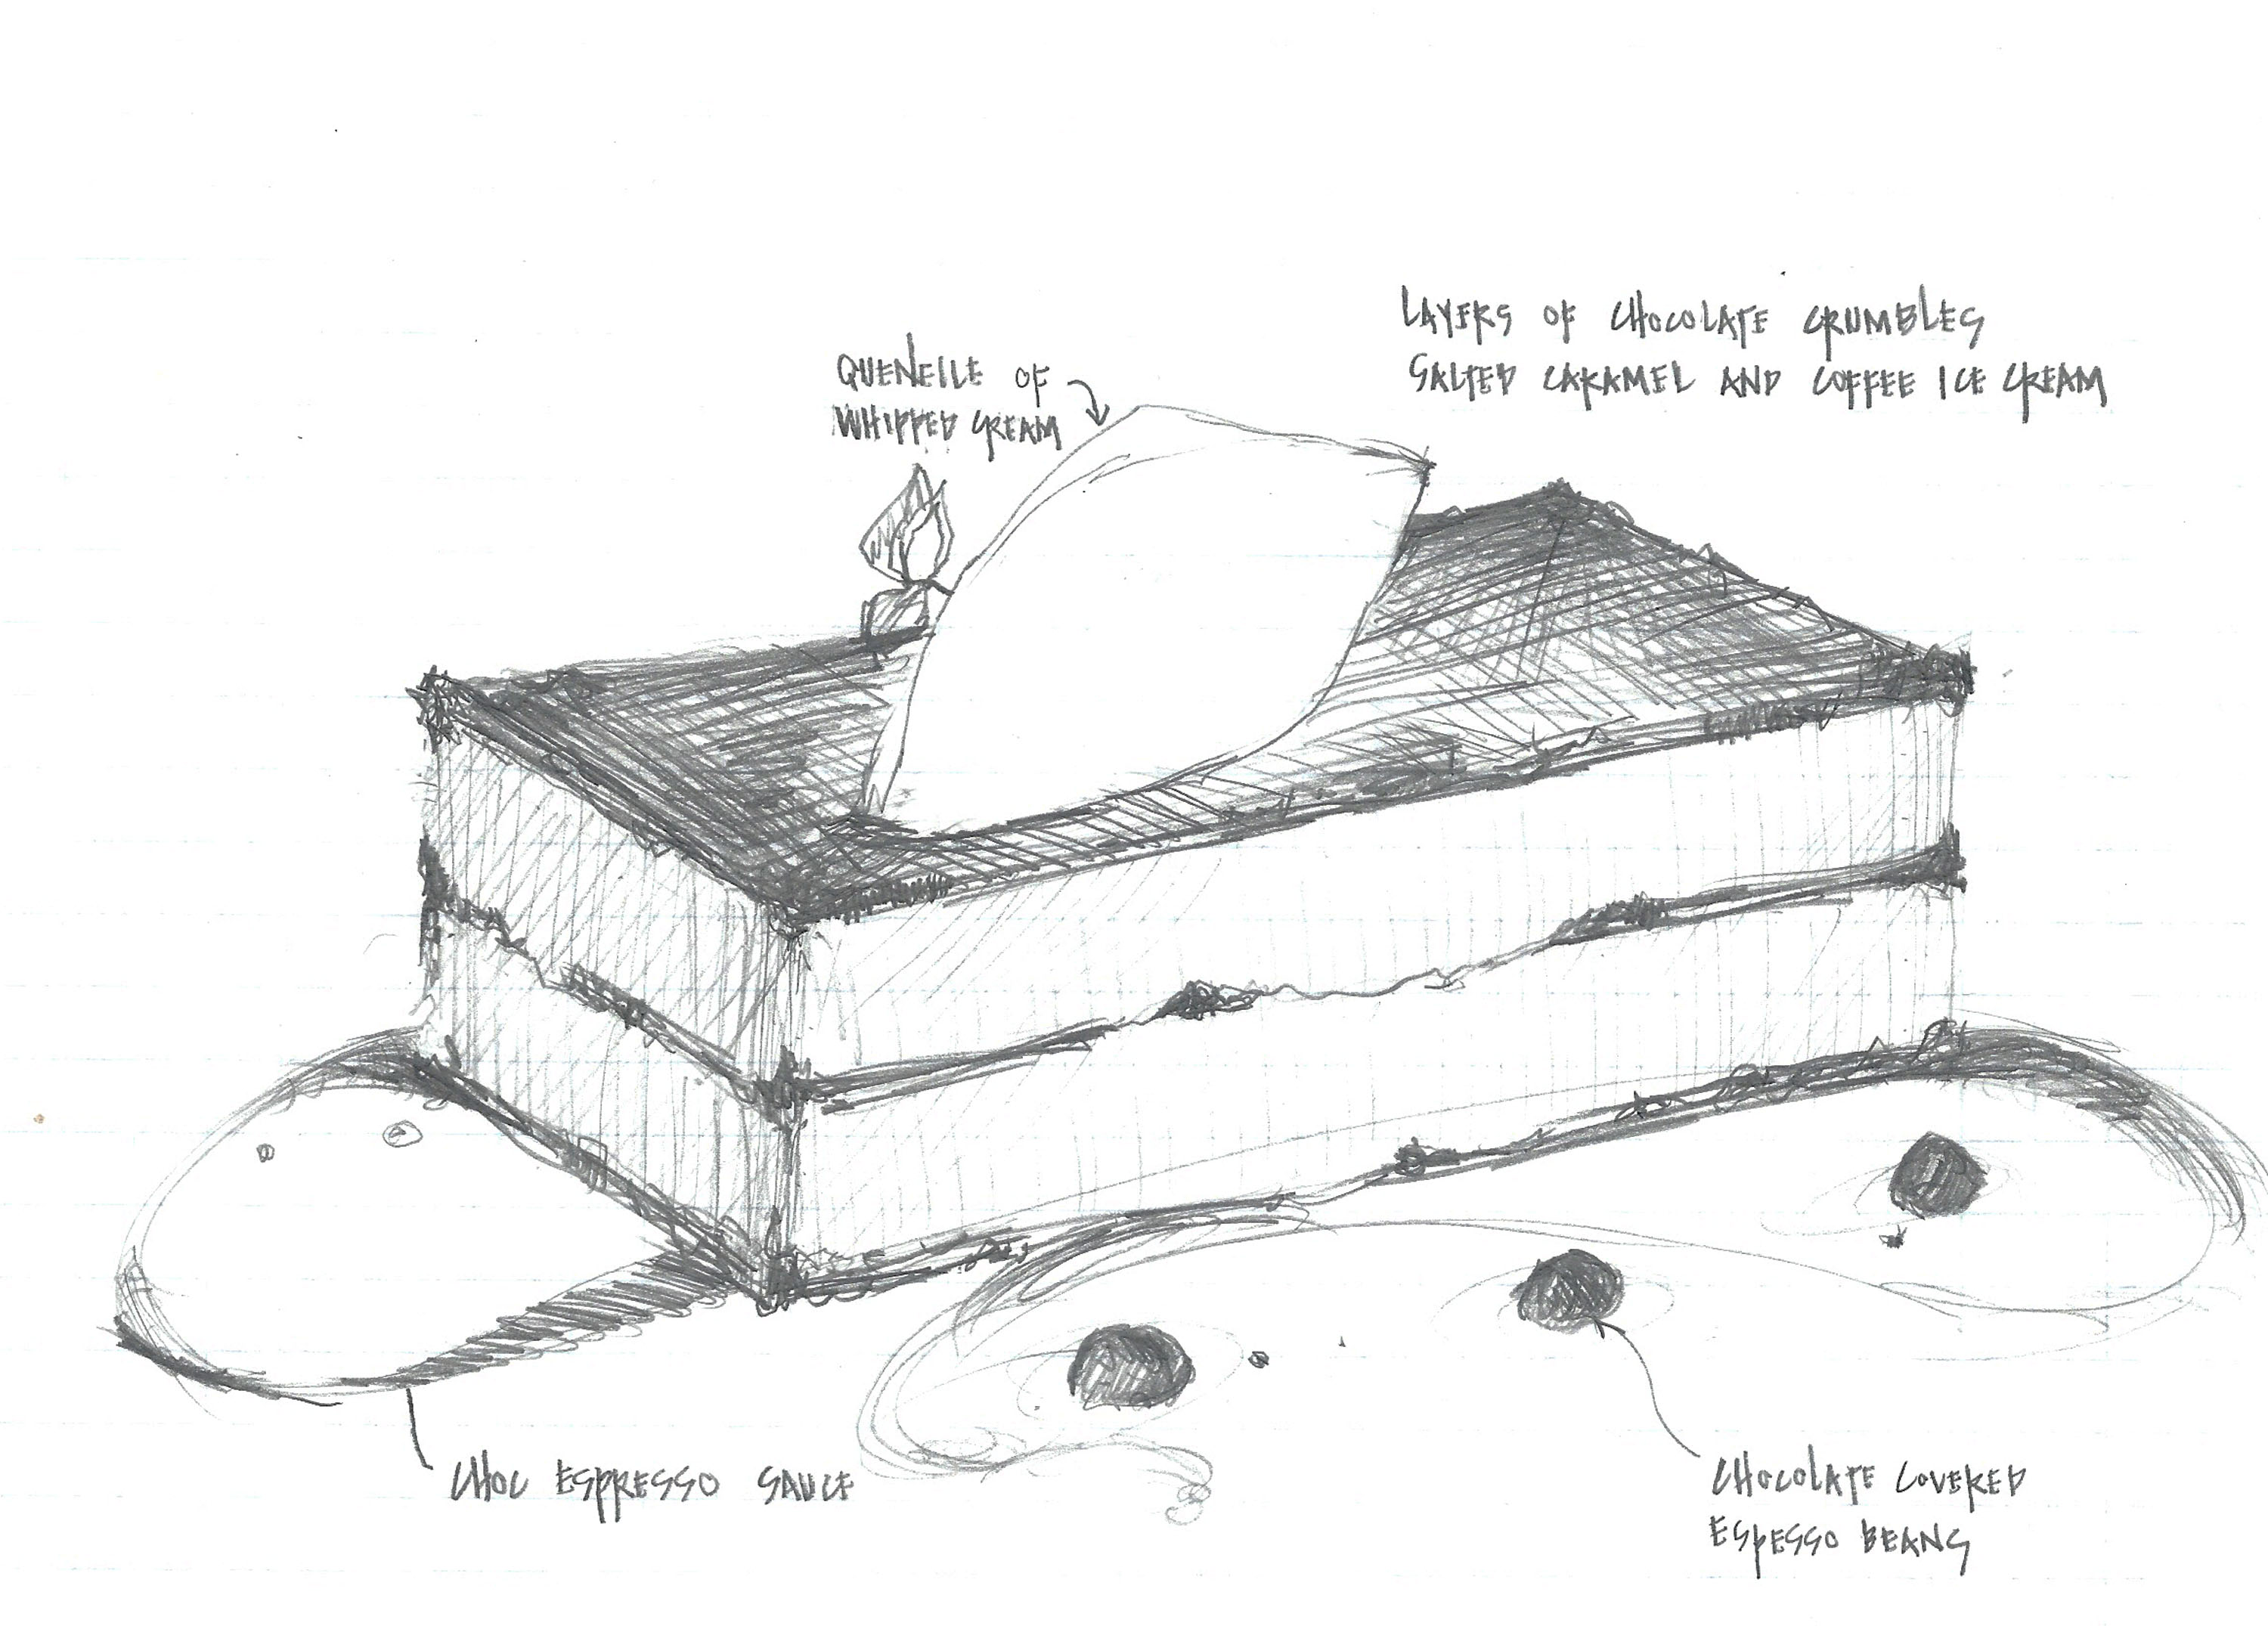 LAYERS OF CHOCOLATE CRUMBLES
SALTED CARAMEL AND COFFEE ICE CREAM
QUENELLE OF
WHIPPED CREAM
CHOC ESPRESSO SAUCE
CHOCOLATE COVERED
ESPESSO BEANS